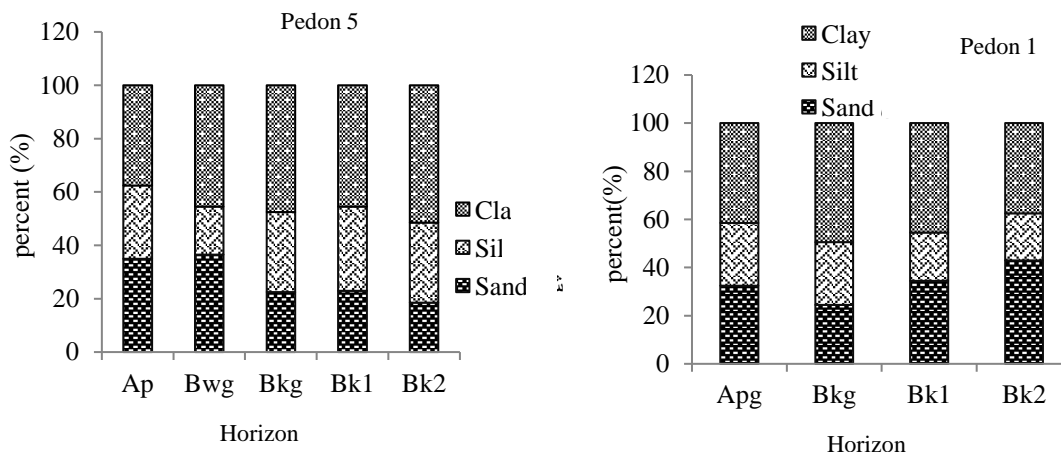 Pedon 5
120
100
80
60
40
20
0
percent (%)
Ap Bwg Bkg Bk1 Bk2
Horizon
Cla
Sil
Sand
Pedon 1
Clay
Silt
Sand
120
100
80
60
40
20
0
percent(%)
Apg Bkg Bk1 Bk2
Horizon